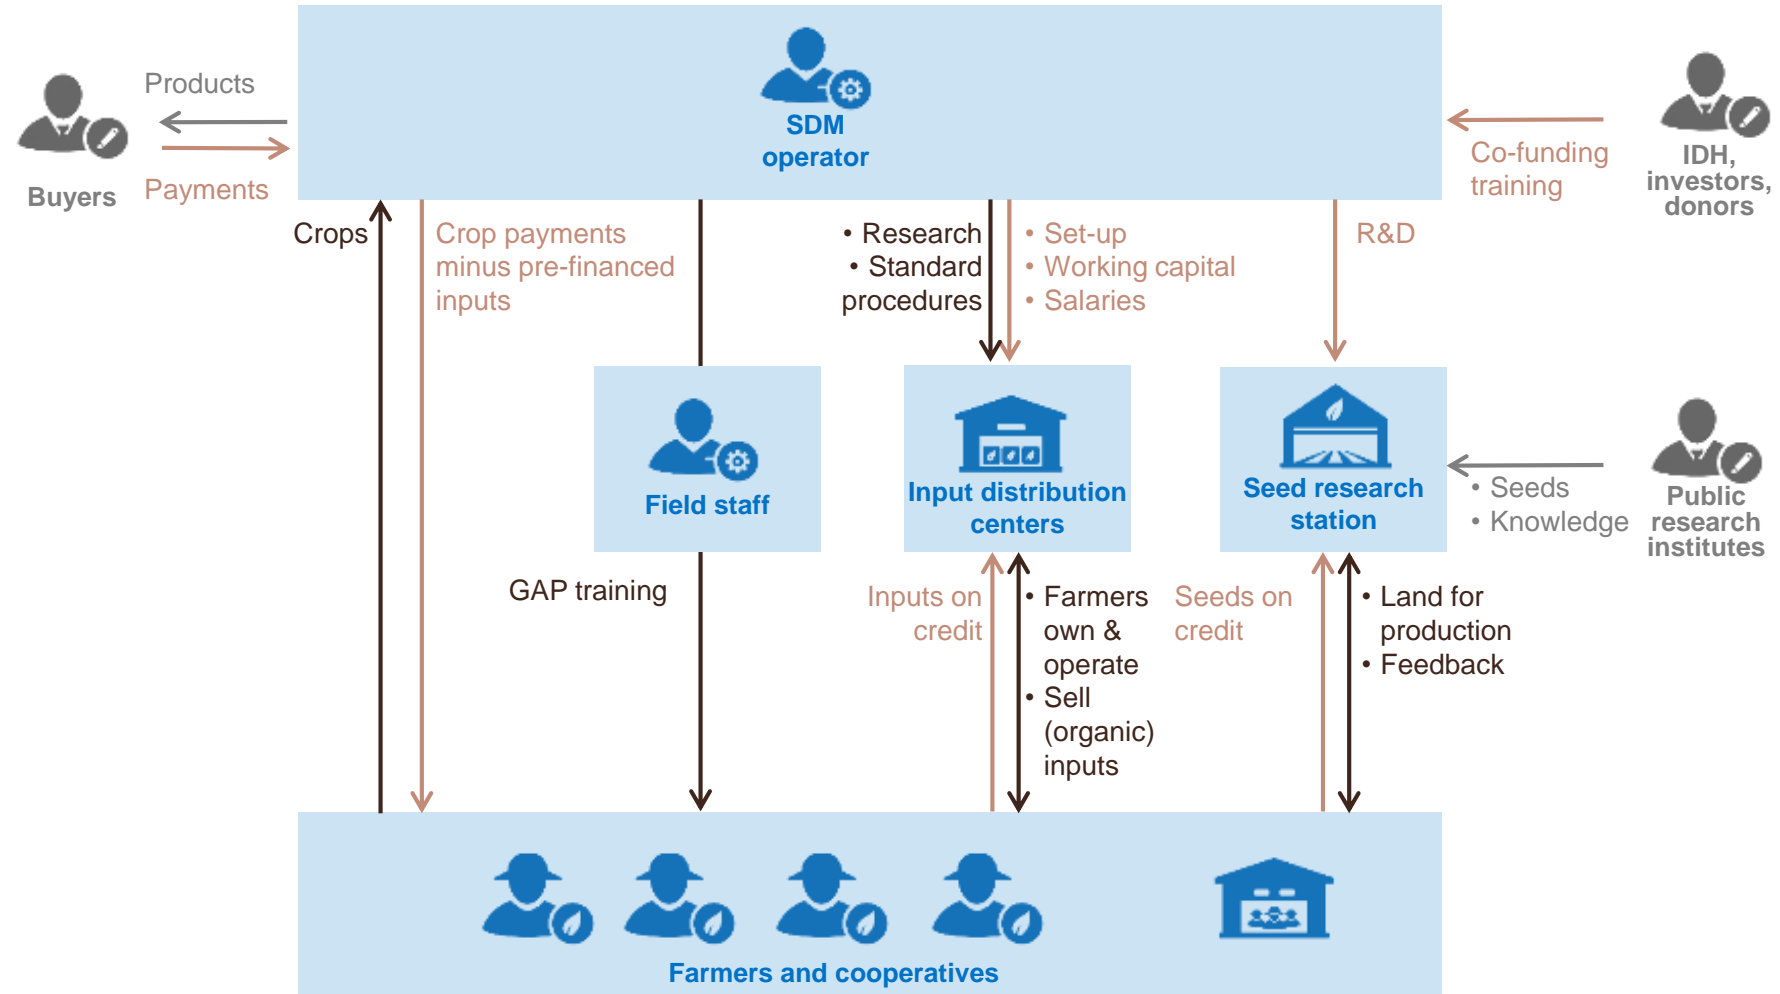 Products
SDM
operator
Buyers
Payments
Co-funding
training
IDH,
investors,
donors
Crops
Crop payments
minus pre-financed
inputs
• Research
• Standard
procedures
• Set-up
• Working capital
• Salaries
R&D
Field staff
Input distribution
centers
Seed research
station
• Seeds
• Knowledge
Public
research
institutes
GAP training
Inputs on
credit
• Farmers
own &
operate
• Sell
(organic)
inputs
Seeds on
credit
• Land for
production
• Feedback
Farmers and cooperatives